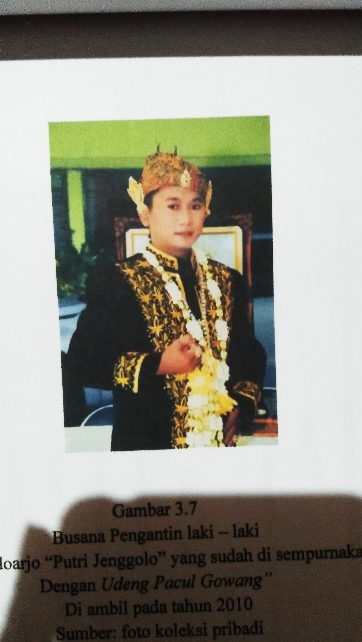 Gambar 3.7
Busana Pengantin laki – laki
loarjo “Putri Jenggolo” yang sudah di sempurnaka
Dengan Udeng Pacul Gowang”
Di ambil pada tahun 2010
Sumber: foto koleksi pribadi